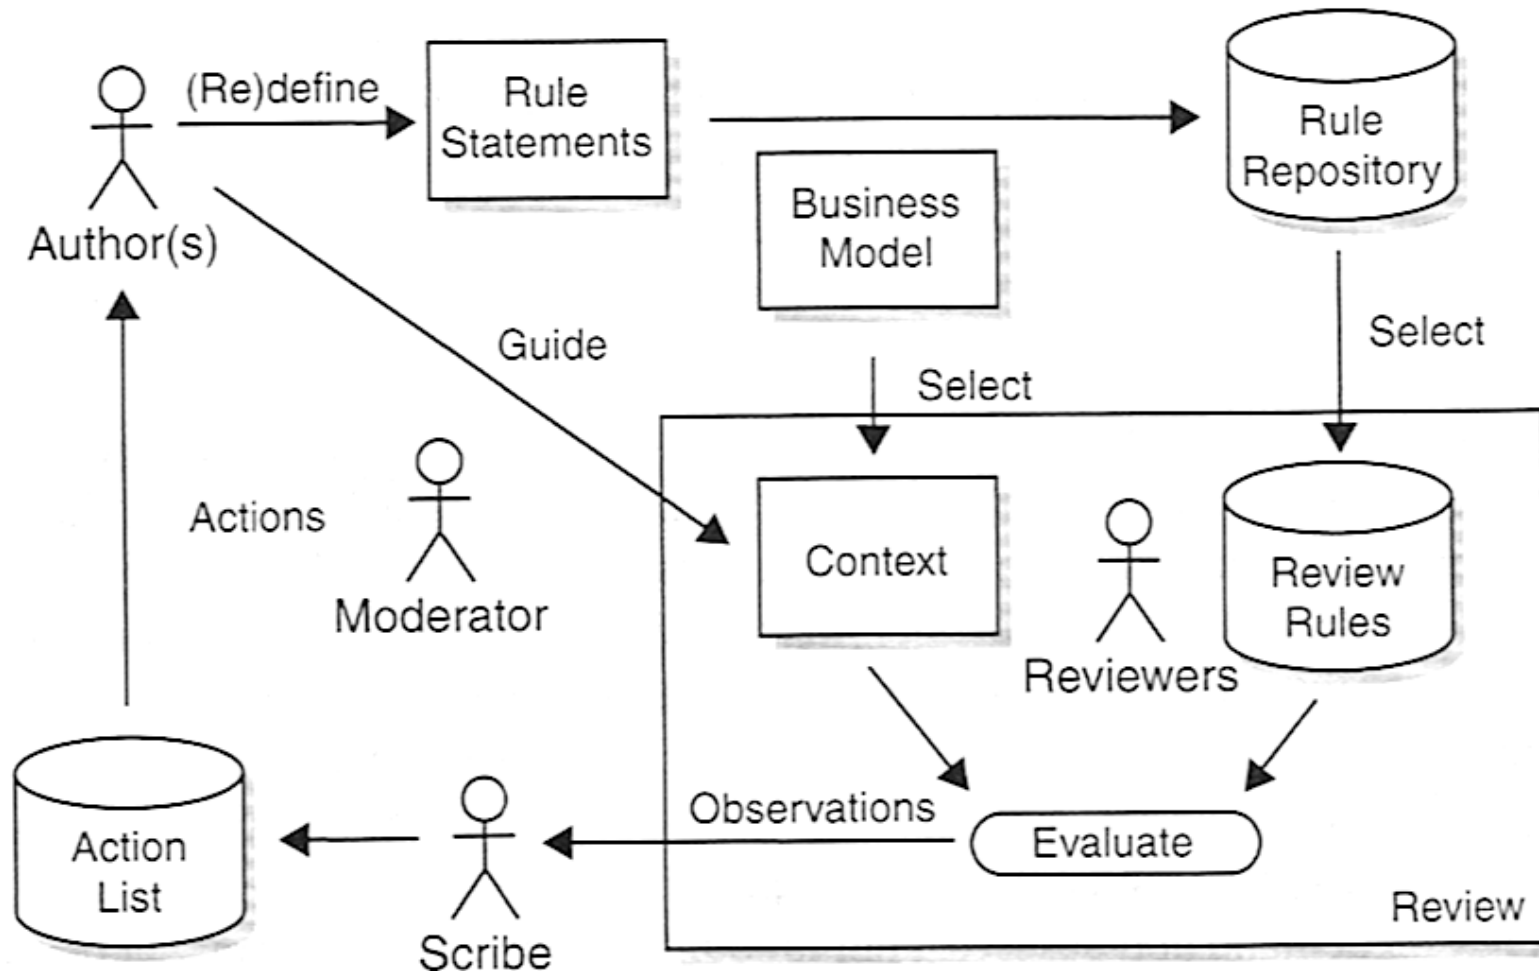 (Re)define
Rule
Statements
Rule
Repository
Business
Model
Author(s)
Guide
Select
Select
Actions
Moderator
Context
Reviewers
Review
Rules
Observations
Evaluate
Action
List
Scribe
Review